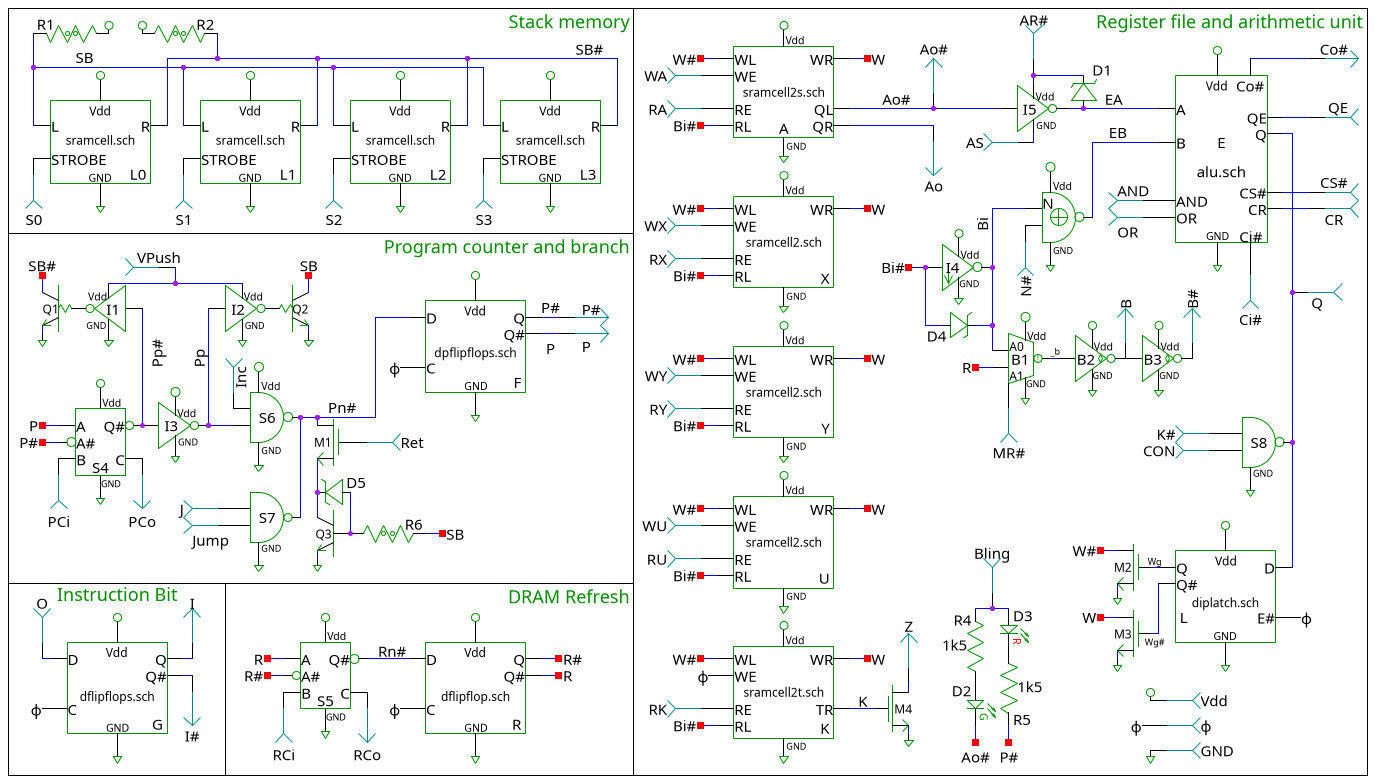 Stack memory
R1
R2
SB
SB#
Vdd
L
R
sramcell.sch
STROBE
GND
L0
Vdd
L
R
sramcell.sch
STROBE
GND
L1
Vdd
L
R
sramcell.sch
STROBE
GND
L2
Vdd
L
R
sramcell.sch
STROBE
GND
L3
S0
S1
S2
S3
Program counter and branch
SB#
VPush
SB
Q1
Vdd
I1
GND
Vdd
I2
GND
Q2
Pp#
Pp
Inc
Vdd
D
Q
P#
P#
Q#
P
P
dpflipflops.sch
ϕ
C
GND
F
Vdd
P
A
Q#
P#
A#
B
C
S4
GND
PCi
PCo
Vdd
I3
GND
Vdd
S6
GND
Pn#
M1
Ret
J
Jump
Vdd
S7
GND
D5
Q3
R6
SB
Instruction Bit
O
I
Vdd
D
Q
Q#
dflipflops.sch
ϕ
C
GND
G
I#
DRAM Refresh
Vdd
R
A
Q#
R#
A#
B
C
S5
GND
RCi
RCo
Rn#
Vdd
D
Q
R#
Q#
R
dflipflop.sch
ϕ
C
GND
R
Register file and arithmetic unit
Vdd
W#
WL
WR
W
WA
WE
sramcell2s.sch
RA
RE
QL
Bi#
RL
QR
A
GND
Ao#
Ao#
Ao
AR#
Vdd
I5
GND
AS
D1
EA
EB
Vdd
Co#
Co#
A
QE
QE
Q
B
E
alu.sch
CS#
CS#
AND
AND
CR
CR
OR
OR
GND
Ci#
Ci#
Q
Vdd
W#
WL
WR
W
WX
WE
sramcell2.sch
RX
RE
Bi#
RL
X
GND
Bi
Vdd
N
GND
N#
Bi#
Vdd
I4
GND
D4
Vdd
A0
B1
A1
GND
R
MR#
_b
Vdd
B2
GND
B
Vdd
B3
GND
B#
Vdd
W#
WL
WR
W
WY
WE
sramcell2.sch
RY
RE
Bi#
RL
Y
GND
K#
CON
Vdd
S8
GND
Vdd
W#
WL
WR
W
WU
WE
sramcell2.sch
RU
RE
Bi#
RL
U
GND
Vdd
W#
WL
WR
W
ϕ
WE
sramcell2t.sch
RK
RE
TR
Bi#
RL
K
GND
K
Z
M4
Bling
R4
1k5
D3
R
D2
G
1k5
R5
Ao#
P#
W#
M2
Wg
W
M3
Wg#
Vdd
Q
D
Q#
diplatch.sch
L
E#
ϕ
GND
Vdd
ϕ
ϕ
GND